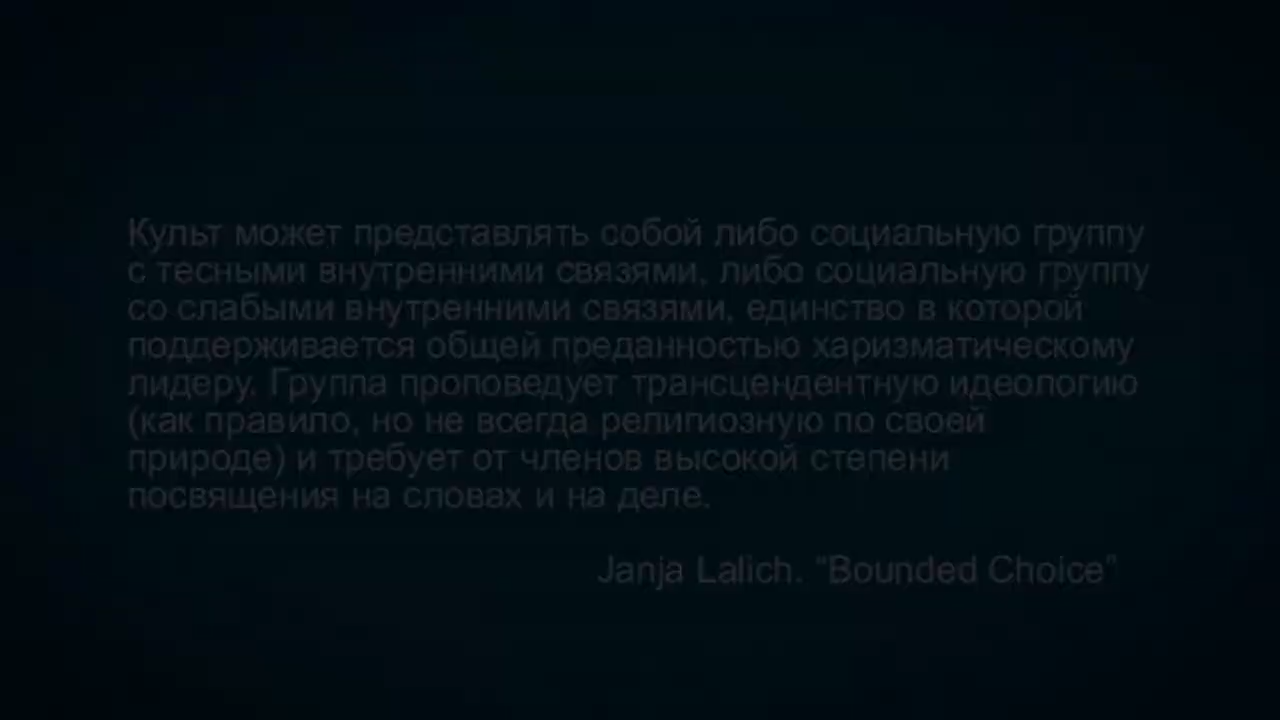 Культ может представлять собой либо социальную группу
с тесными внутренними связями, либо социальную группу
со слабыми внутренними связями, единство в которой
поддерживается общей преданностью харизматическому
лидеру. Группа проповедует трансцендентную идеологию
(как правило, но не всегда религиозную по своей
природе) и требует от членов высокой степени
посвящения на словах и на деле.
Janja Lalich. “Bounded Choice”